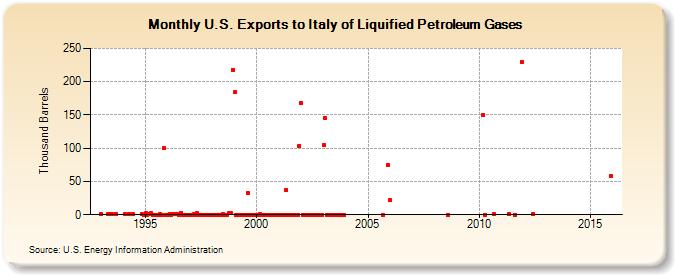 Monthly U.S. Exports to Italy of Liquified Petroleum Gases
Thousand Barrels
250
200
150
100
50
0
1995 2000 2005 2010 2015
Source: U.S. Energy Information Administration